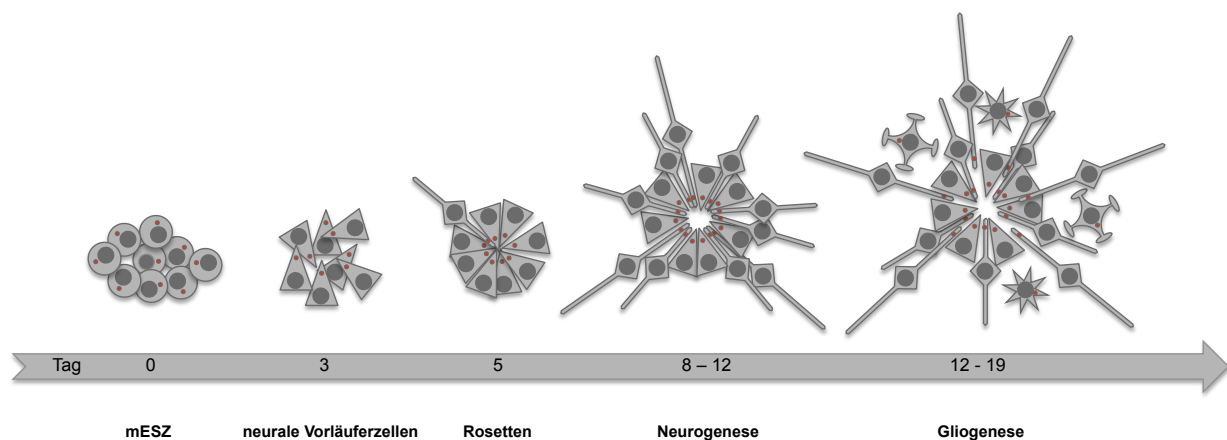 Tag 0 3 5 8 – 12 12 - 19
mESZ neurale Vorläuferzellen Rosetten Neurogenese Gliogenese